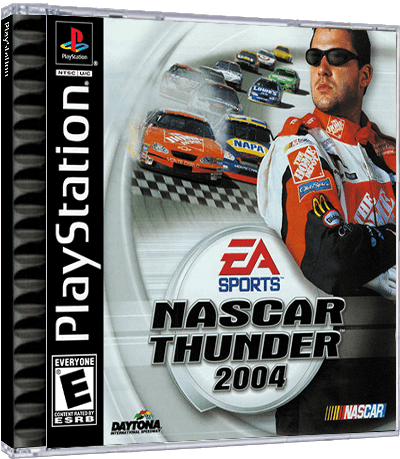 PlayStation
PlayStation
NTSC U/C
PlayStation
EA
SPORTS
NASCAR
THUNDER
2004
EVERYONE
E
CONTENT RATED BY
ESRB
DAYTONA
INTERNATIONAL SPEEDWAY
NASCAR
LOWE'S
NAPA
THE HOME DEPOT